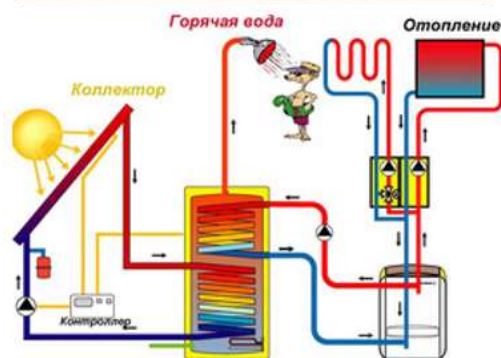 Горячая вода
Отопление
Коллектор
Контроллер